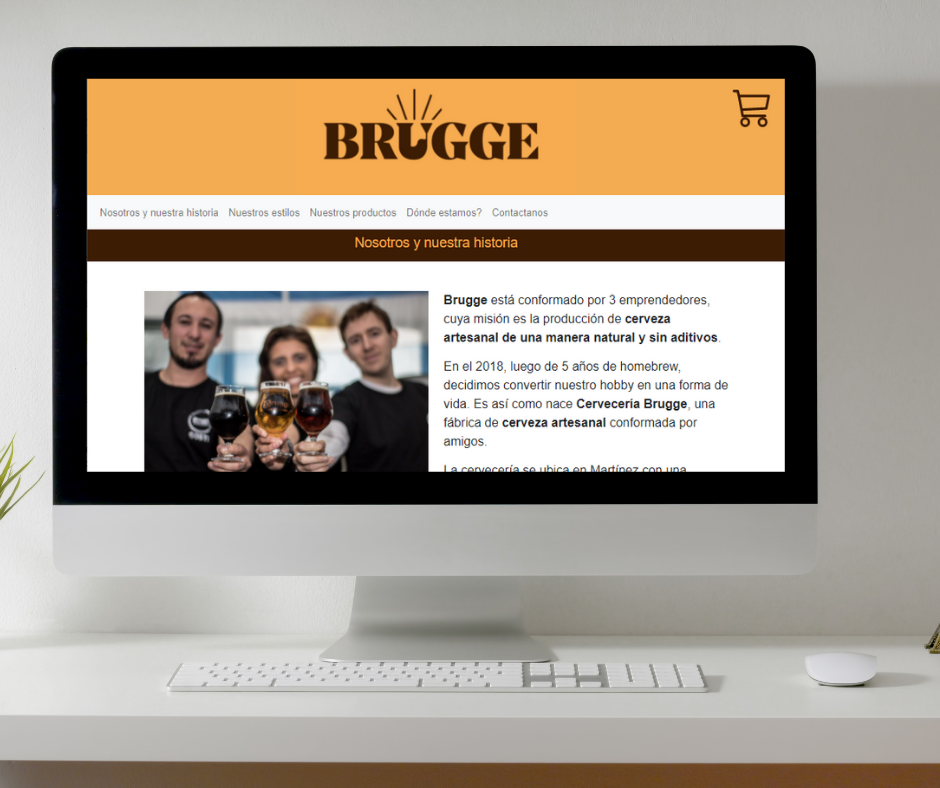 BRUGGE
Nosotros y nuestra historia Nuestros estilos Nuestros productos Dónde estamos? Contactanos
Nosotros y nuestra historia
Brugge está conformado por 3 emprendedores,
cuya misión es la producción de cerveza
artesanal de una manera natural y sin aditivos.
En el 2018, luego de 5 años de homebrew,
decidimos convertir nuestro hobby en una forma de
vida. Es así como nace Cervecería Brugge, una
fábrica de cerveza artesanal conformada por
amigos.
La cervecería se ubica en Martínez con una